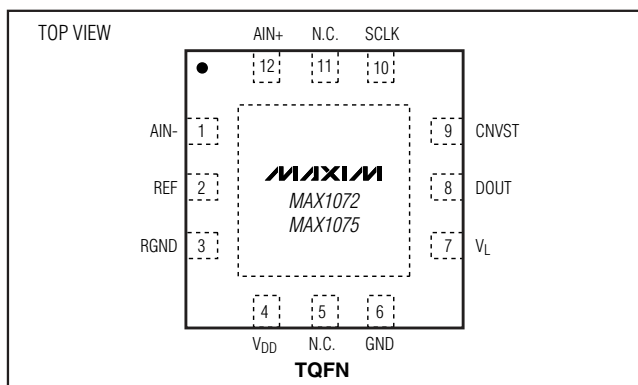 TOP VIEW
AIN+ N.C. SCLK
12 11 10
AIN- 1 9 CNVST
MAXIM
REF 2 8 DOUT
MAX1072
MAX1075
RGND 3 7 VL
4 5 6
VDD N.C. GND
TQFN